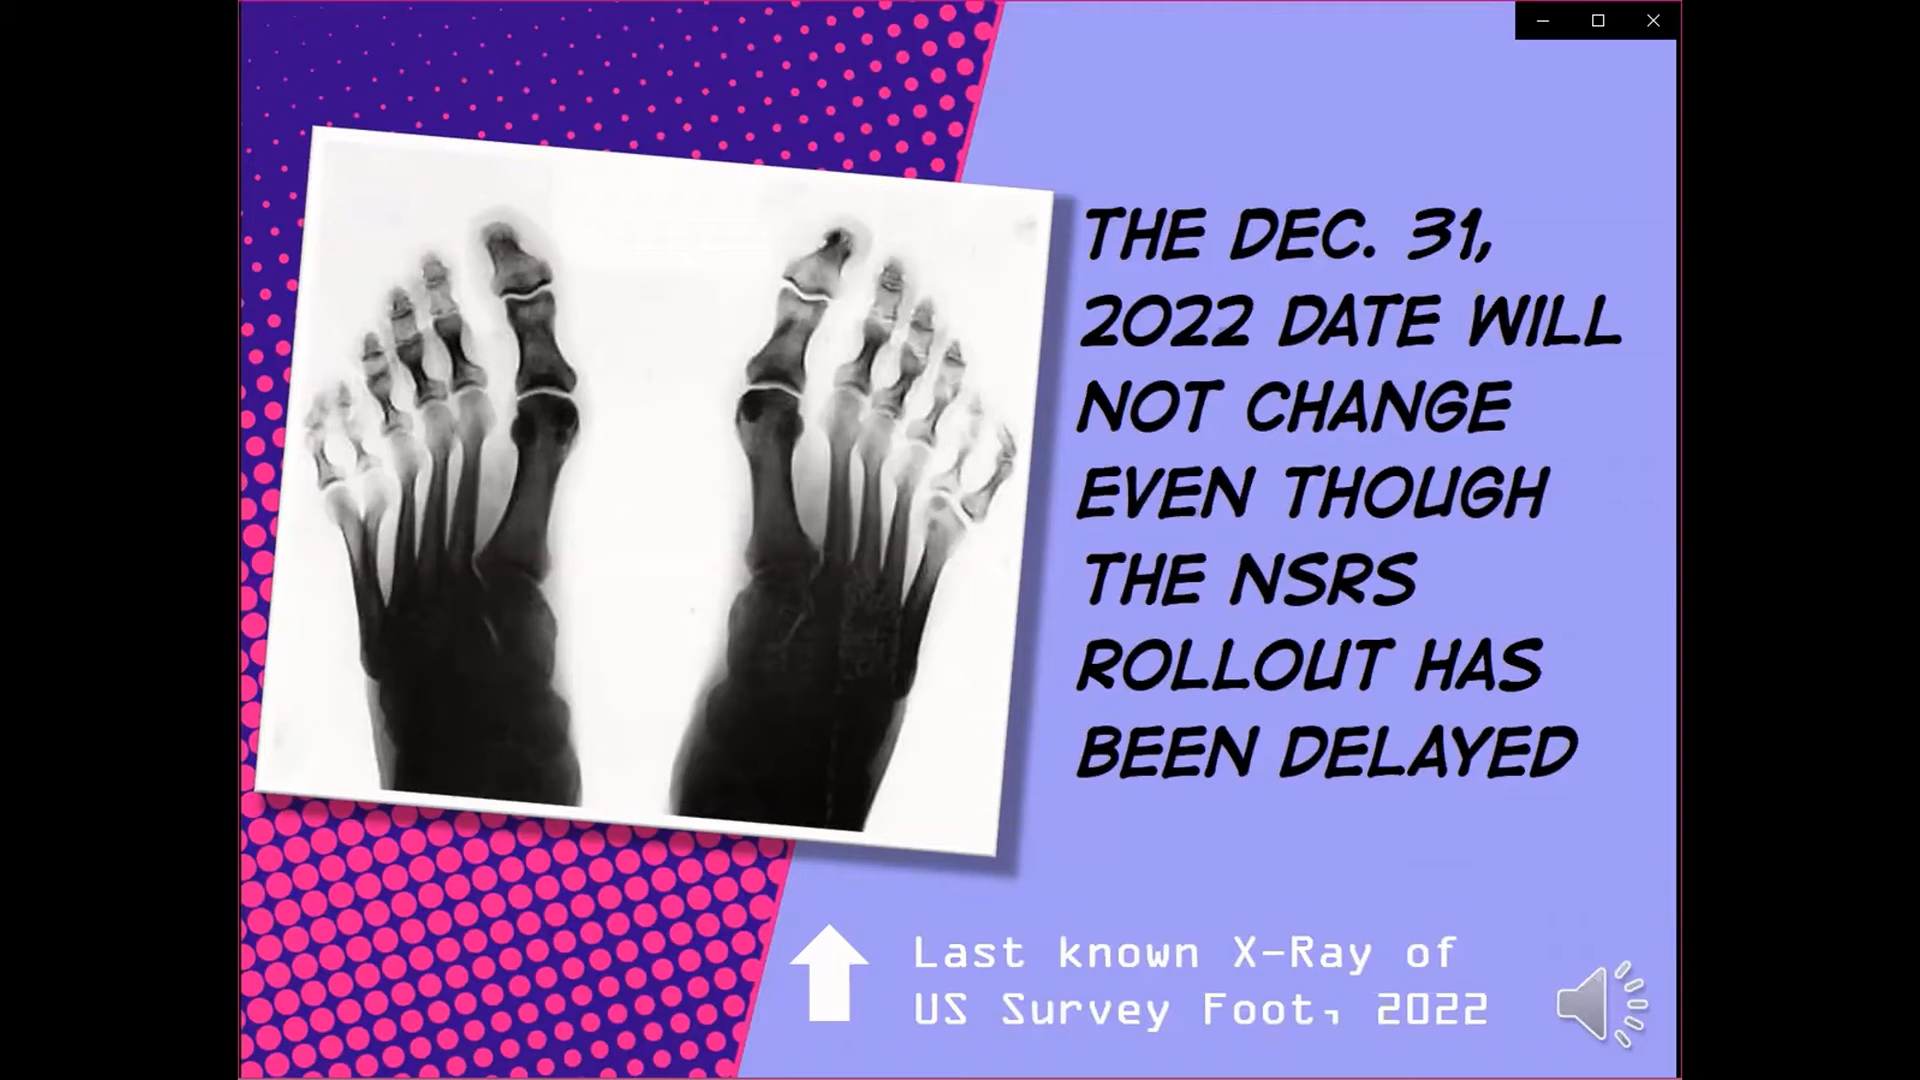 THE DEC. 31,
2022 DATE WILL
NOT CHANGE
EVEN THOUGH
THE NSRS
ROLLOUT HAS
BEEN DELAYED
Last known X-Ray of
US Survey Foot, 2022